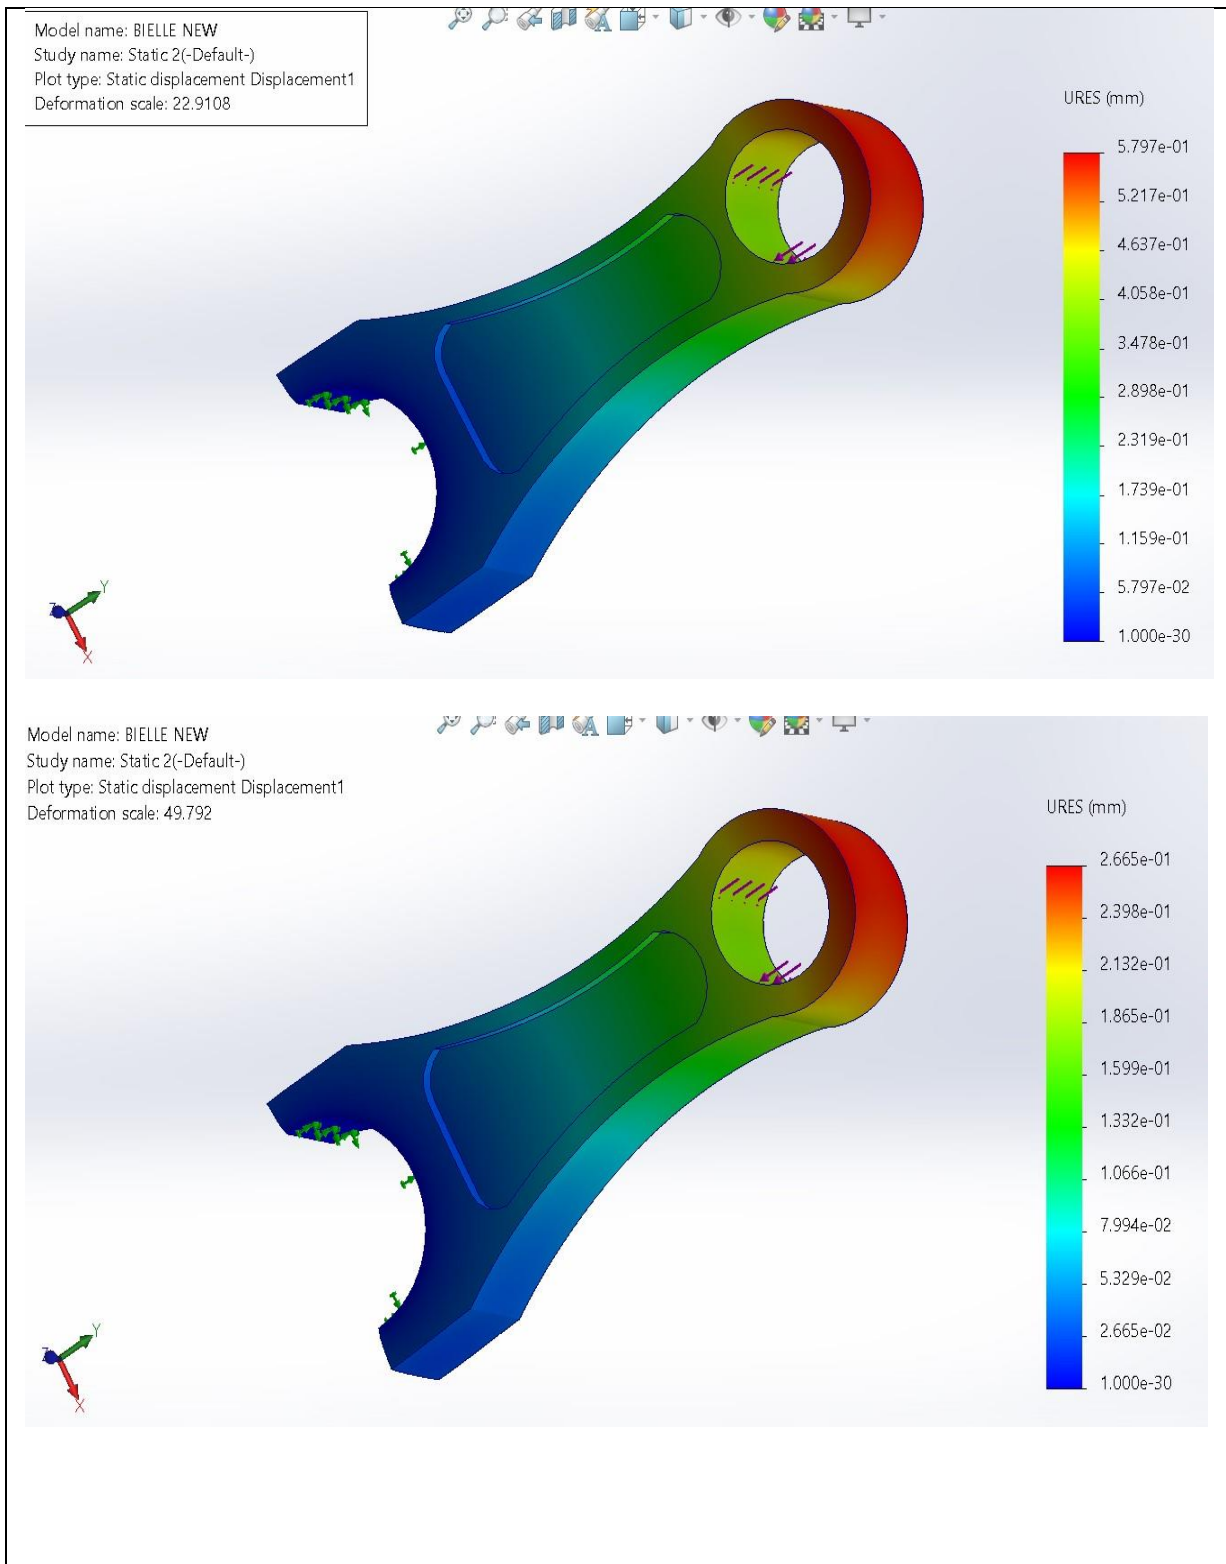 Model name: BIELLE NEW
Study name: Static 2(-Default-)
Plot type: Static displacement Displacement1
Deformation scale: 22.9108
URES (mm)
5.797e-01
5.217e-01
4.637e-01
4.058e-01
3.478e-01
2.898e-01
2.319e-01
1.739e-01
1.159e-01
5.797e-02
1.000e-30
Y
Z
X
Model name: BIELLE NEW
Study name: Static 2(-Default-)
Plot type: Static displacement Displacement1
Deformation scale: 49.792
URES (mm)
2.665e-01
2.398e-01
2.132e-01
1.865e-01
1.599e-01
1.332e-01
1.066e-01
7.994e-02
5.329e-02
2.665e-02
1.000e-30
Y
Z
X